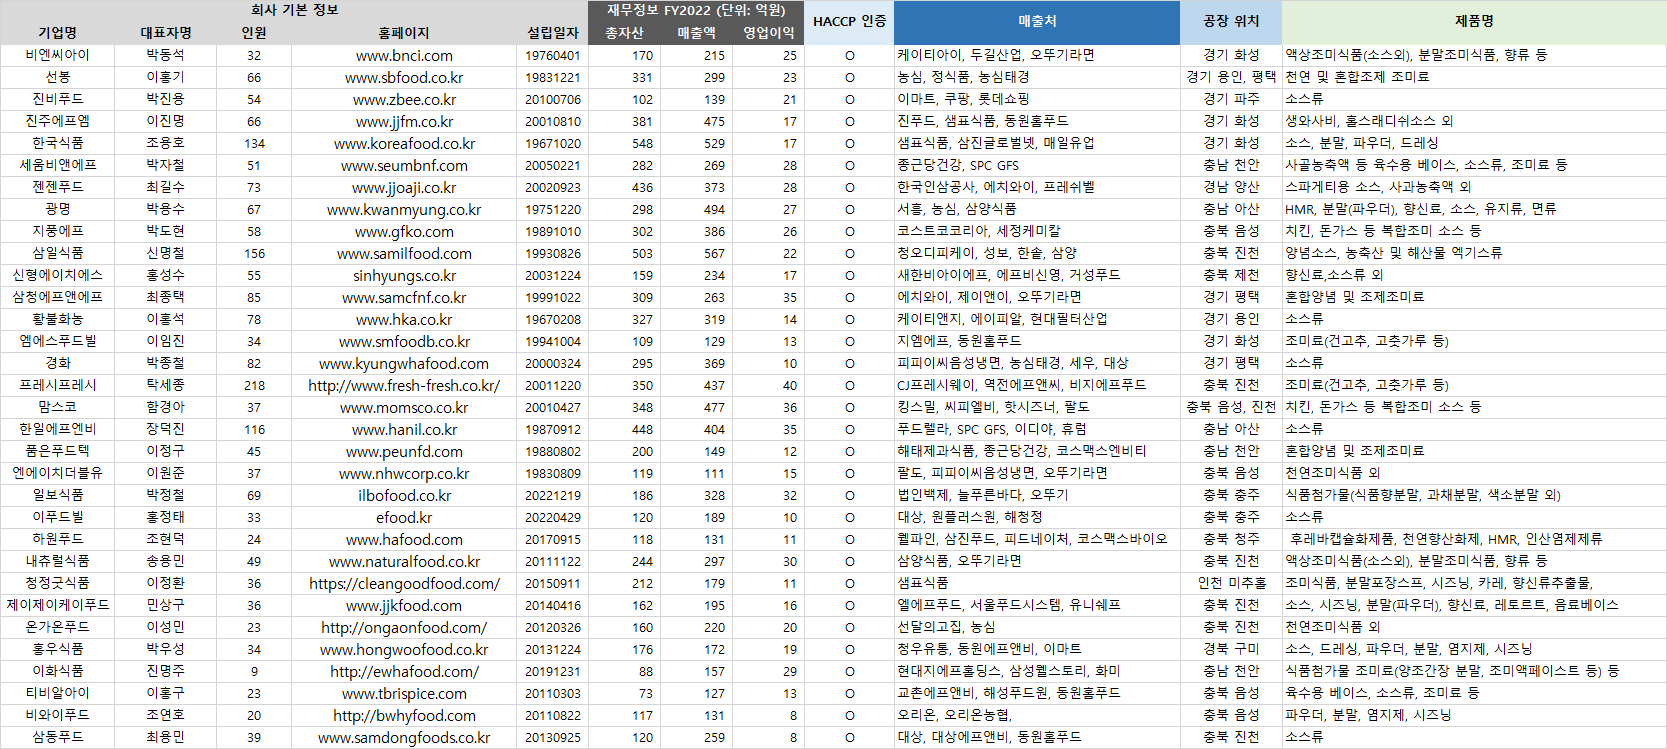 회사 기본 정보 재무정보 FY2022 (단위: 억원) HACCP 인증 매출처 공장 위치 제품명
기업명 대표자명 인원 홈페이지 설립일자 총자산 매출액 영업이익
비엔씨아이 박동석 32 www.bnci.com 19760401 170 215 25 O 케이티아이, 두길산업, 오뚜기라면 경기 화성 액상조미식품(소스외), 분말조미식품, 향류 등
선봉 이홍기 66 www.sbfood.co.kr 19831221 331 299 23 O 농심, 정식품, 농심태경 경기 용인, 평택 천연 및 혼합조제 조미료
진비푸드 박진용 54 www.zbee.co.kr 20100706 102 139 21 O 이마트, 쿠팡, 롯데쇼핑 경기 파주 소스류
진주에프엠 이진명 66 www.jjfm.co.kr 20010810 381 475 17 O 진푸드, 샘표식품, 동원홈푸드 경기 화성 생와사비, 홀스래디쉬소스 외
한국식품 조용호 134 www.koreafood.co.kr 19671020 548 529 17 O 샘표식품, 삼진글로벌넷, 매일유업 경기 화성 소스, 분말, 파우더, 드레싱
세움비앤에프 박자철 51 www.seumbnf.com 20050221 282 269 28 O 종근당건강, SPC GFS 충남 천안 사골농축액 등 육수용 베이스, 소스류, 조미료 등
젠젠푸드 최길수 73 www.jjoaji.co.kr 20020923 436 373 28 O 한국인삼공사, 에치와이, 프레쉬벨 경남 양산 스파게티용 소스, 사과농축액 외
광명 박용수 67 www.kwanmyung.co.kr 19751220 298 494 27 O 서흥, 농심, 삼양식품 충남 아산 HMR, 분말(파우더), 향신료, 소스, 유지류, 면류
지풍에프 박도현 58 www.gfko.com 19891010 302 386 26 O 코스트코코리아, 세정케미칼 충북 음성 치킨, 돈가스 등 복합조미 소스 등
삼일식품 신명철 156 www.samilfood.com 19930826 503 567 22 O 청오디피케이, 성보, 한솥, 삼양 충북 진천 양념소스, 농축산 및 해산물 엑기스류
신형에이치에스 홍성수 55 sinhyungs.co.kr 20031224 159 234 17 O 새한비아이에프, 에프비신영, 거성푸드 충북 제천 향신료,소스류 외
삼청에프앤에프 최종택 85 www.samcfnf.co.kr 19991022 309 263 35 O 에치와이, 제이앤이, 오뚜기라면 경기 평택 혼합양념 및 조제조미료
황불화농 이홍석 78 www.hka.co.kr 19670208 327 319 14 O 케이티앤지, 에이피알, 현대필터산업 경기 용인 소스류
엠에스푸드빌 이임진 34 www.smfoodb.co.kr 19941004 109 129 13 O 지엠에프, 동원홈푸드 경기 화성 조미료(건고추, 고춧가루 등)
경화 박종철 82 www.kyungwhafood.com 20000324 295 369 10 O 피피이씨음성냉면, 농심태경, 세우, 대상 경기 평택 소스류
프레시프레시 탁세종 218 http://www.fresh-fresh.co.kr/ 20011220 350 437 40 O CJ프레시웨이, 역전에프앤씨, 비지에프푸드 충북 진천 조미료(건고추, 고춧가루 등)
맘스코 함경아 37 www.momsco.co.kr 20010427 348 477 36 O 킹스밀, 씨피엘비, 핫시즈너, 팔도 충북 음성, 진천 치킨, 돈가스 등 복합조미 소스 등
한일에프엔비 장덕진 116 www.hanil.co.kr 19870912 448 404 35 O 푸드렐라, SPC GFS, 이디야, 휴럼 충남 아산 소스류
품은푸드텍 이정구 45 www.peunfd.com 19880802 200 149 12 O 해태제과식품, 종근당건강, 코스맥스엔비티 충남 천안 혼합양념 및 조제조미료
엔에이치더블유 이원준 37 www.nhwcorp.co.kr 19830809 119 111 15 O 팔도, 피피이씨음성냉면, 오뚜기라면 충북 음성 천연조미식품 외
일보식품 박정철 69 ilbofood.co.kr 20221219 186 328 32 O 법인백제, 늘푸른바다, 오뚜기 충북 충주 식품첨가물(식품향분말, 과채분말, 색소분말 외)
이푸드빌 홍정태 33 efood.kr 20220429 120 189 10 O 대상, 원플러스원, 해청정 충북 충주 소스류
하원푸드 조현덕 24 www.hafood.com 20170915 118 131 11 O 웰파인, 삼진푸드, 피드네이처, 코스맥스바이오 충북 청주 후레바캡슐화제품, 천연향산화제, HMR, 인산염제제류
내츄럴식품 송용민 49 www.naturalfood.com 20111122 244 297 30 O 삼양식품, 오뚜기라면 충북 진천 액상조미식품(소스외), 분말조미식품, 향류 등
청정굿식품 이정환 36 https://cleangoodfood.com/ 20150911 212 179 11 O 샘표식품 인천 미추홀 조미식품, 분말포장스프, 시즈닝, 카레, 향신류추출물,
제이제이케이푸드 민상구 36 www.jjkfood.com 20140416 162 195 16 O 엘에프푸드, 서울푸드시스템, 유니쉐프 충북 진천 소스, 시즈닝, 분말(파우더), 향신료, 레토르트, 음료베이스
온가온푸드 이성민 23 http://ongaonfood.com/ 20120326 160 220 20 O 선달의고집, 농심 충북 진천 천연조미식품 외
홍우식품 박우성 34 www.hongwoofood.co.kr 20131224 176 172 19 O 청우유통, 동원에프앤비, 이마트 경북 구미 소스, 드레싱, 파우더, 분말, 염지제, 시즈닝
이화식품 진명주 9 http://ewhafood.com/ 20191231 88 157 29 O 현대지에프홀딩스, 삼성웰스토리, 화미 충남 천안 식품첨가물 조미료(양조간장 분말, 조미액페이스트 등) 등
티비알아이 이홍구 23 www.tbrispice.com 20110303 73 127 13 O 교촌에프앤비, 해성푸드원, 동원홈푸드 충북 음성 육수용 베이스, 소스류, 조미료 등
비와이푸드 조연호 20 http://bwhyfood.com 20110822 117 131 8 O 오리온, 오리온농협, 충북 음성 파우더, 분말, 염지제, 시즈닝
삼동푸드 최용민 39 www.samdongfoods.co.kr 20130925 120 259 8 O 대상, 대상에프앤비, 동원홈푸드 충북 진천 소스류